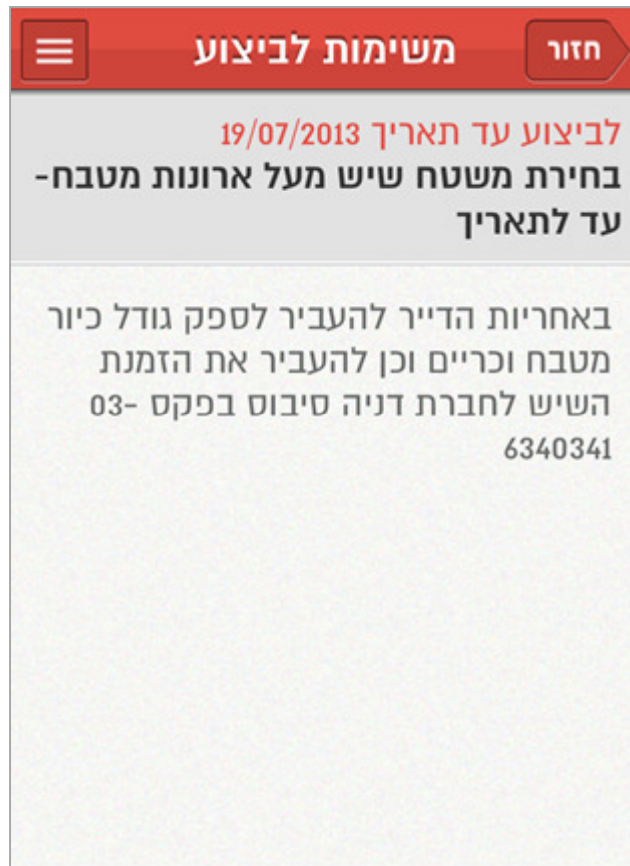 חזור
משימות לביצוע
לביצוע עד תאריך 19/07/2013
בחירת משטח שיש מעל ארונות מטבח-
עד לתאריך
באחריות הדייר להעביר לספק גודל כיור
מטבח וכריים וכן להעביר את הזמנת
השיש לחברת דניה סיבוס בפקס 03-
6340341